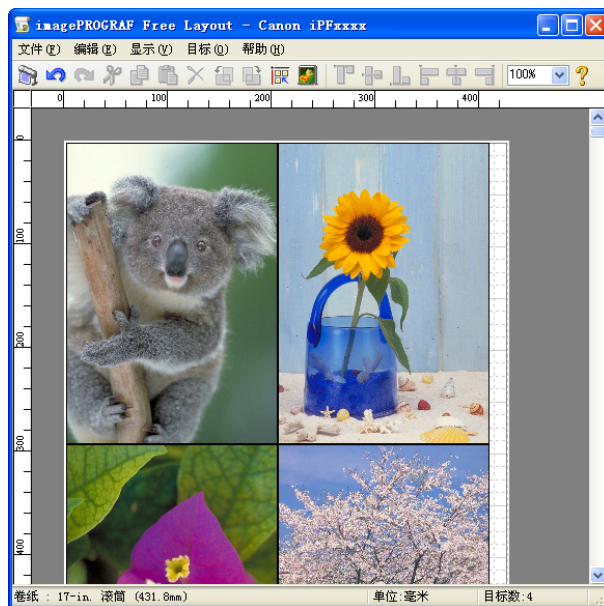 imagePROGRAF Free Layout - Canon iPFxxxx
文件(F) 编辑(E) 显示(V) 目标(O) 帮助(H)
100%
0 100 200 300 400
0
100
200
300
400
卷纸 : 17-in. 滚筒 (431.8mm) 单位:毫米 目标数:4